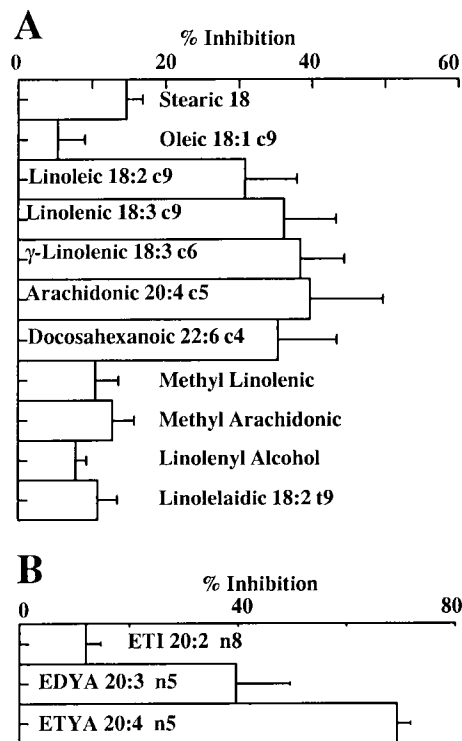 A
% Inhibition
0 20 40 60
Stearic 18
Oleic 18:1 c9
Linoleic 18:2 c9
Linolenic 18:3 c9
γ-Linolenic 18:3 c6
Arachidonic 20:4 c5
Docosahexanoic 22:6 c4
Methyl Linolenic
Methyl Arachidonic
Linolenyl Alcohol
Linolelaidic 18:2 t9
B
% Inhibition
0 40 80
ETI 20:2 n8
EDYA 20:3 n5
ETYA 20:4 n5